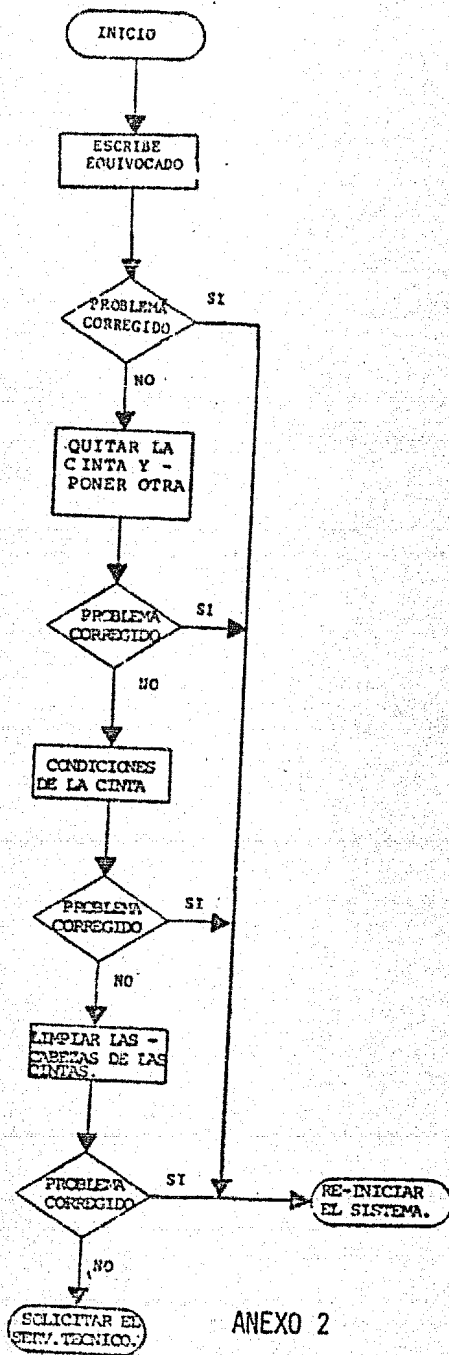 INICIO
ESCRIBE
EQUIVOCADO
PROBLEMA
CORREGIDO
SI
NO
QUITAR LA
CINTA Y -
PONER OTRA
PROBLEMA
CORREGIDO
SI
NO
CONDICIONES
DE LA CINTA
PROBLEMA
CORREGIDO
SI
NO
LIMPIAR LAS -
CABEZAS DE LAS
CINTAS.
PROBLEMA
CORREGIDO
SI
RE-INICIAR
EL SISTEMA.
NO
SOLICITAR EL
SERV.TECNICO.
ANEXO 2